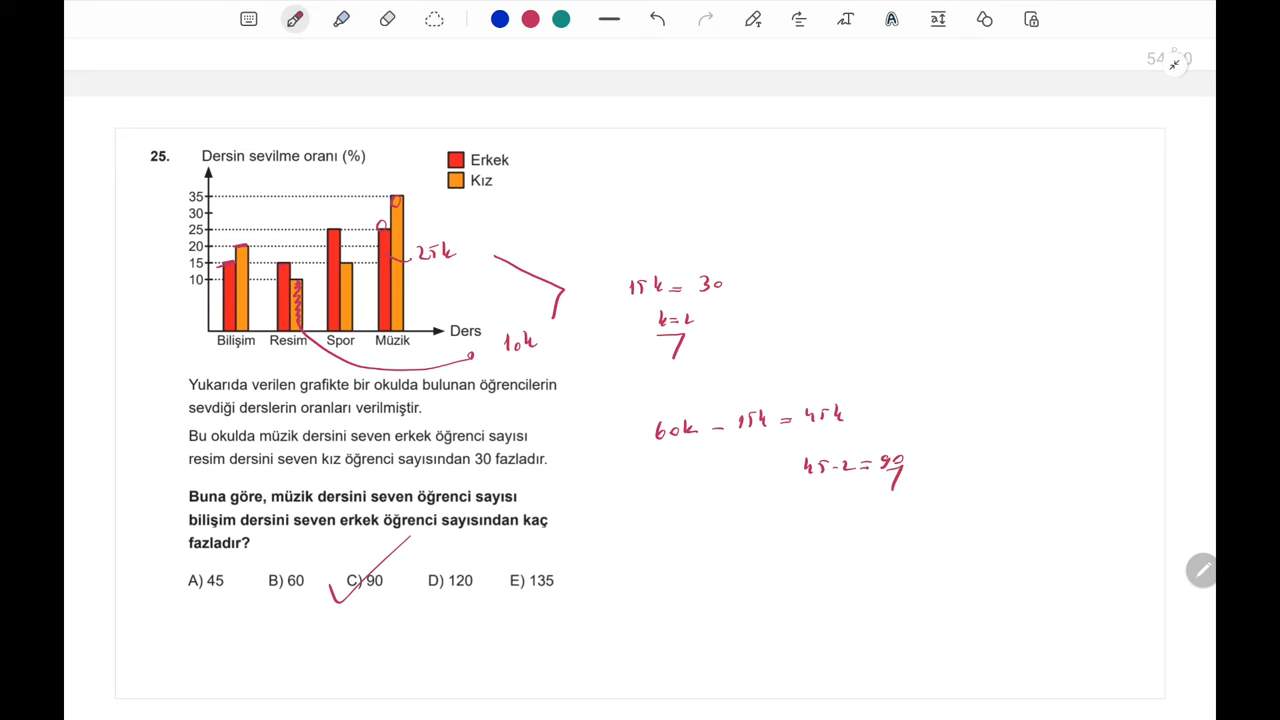 25. Dersin sevilme oranı (%)
Erkek
Kız
35
30
25
20
15
10
Bilişim Resim Spor Müzik
Ders
25k
10k
15k = 30
k=2
60k - 15k = 45k
45.2=90
Yukarıda verilen grafikte bir okulda bulunan öğrencilerin
sevdiği derslerin oranları verilmiştir.
Bu okulda müzik dersini seven erkek öğrenci sayısı
resim dersini seven kız öğrenci sayısından 30 fazladır.
Buna göre, müzik dersini seven öğrenci sayısı
bilişim dersini seven erkek öğrenci sayısından kaç
fazladır?
A) 45 B) 60 C) 90 D) 120 E) 135